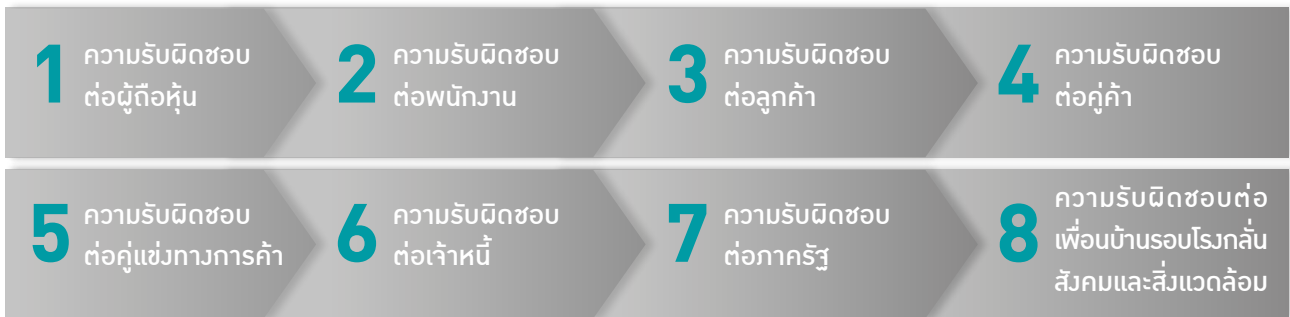 1 ความรับผิดชอบ
ต่อผู้ถือหุ้น
2 ความรับผิดชอบ
ต่อพนักงาน
3 ความรับผิดชอบ
ต่อลูกค้า
4 ความรับผิดชอบ
ต่อคู่ค้า
5 ความรับผิดชอบ
ต่อคู่แข่งทางการค้า
6 ความรับผิดชอบ
ต่อเจ้าหนี้
7 ความรับผิดชอบ
ต่อภาครัฐ
8 ความรับผิดชอบต่อ
เพื่อนบ้านรอบโรงกลั่น
สังคมและสิ่งแวดล้อม